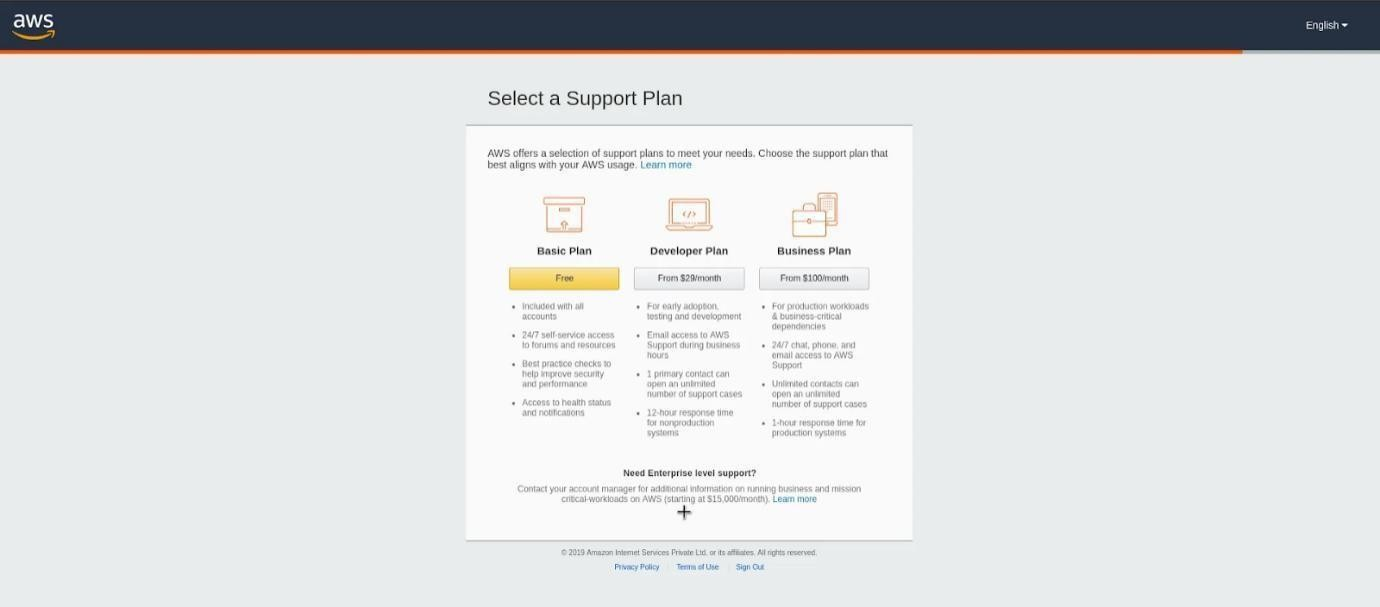 aws
English
Select a Support Plan
AWS offers a selection of support plans to meet your needs. Choose the support plan that
best aligns with your AWS usage. Learn more
Basic Plan
Free
• Included with all
accounts
• 24/7 self-service access
to forums and resources
• Best practice checks to
help improve security
and performance
• Access to health status
and notifications
</>
Developer Plan
From $29/month
• For early adoption,
testing and development
• Email access to AWS
Support during business
hours
• 1 primary contact can
open an unlimited
number of support cases
• 12-hour response time
for nonproduction
systems
Business Plan
From $100/month
• For production workloads
& business-critical
dependencies
• 24/7 chat, phone, and
email access to AWS
Support
• Unlimited contacts can
open an unlimited
number of support cases
• 1-hour response time for
production systems
Need Enterprise level support?
Contact your account manager for additional information on running business and mission
critical-workloads on AWS (starting at $15,000/month). Learn more
© 2019 Amazon Internet Services Private Ltd. or its affiliates. All rights reserved.
Privacy Policy | Terms of Use | Sign Out